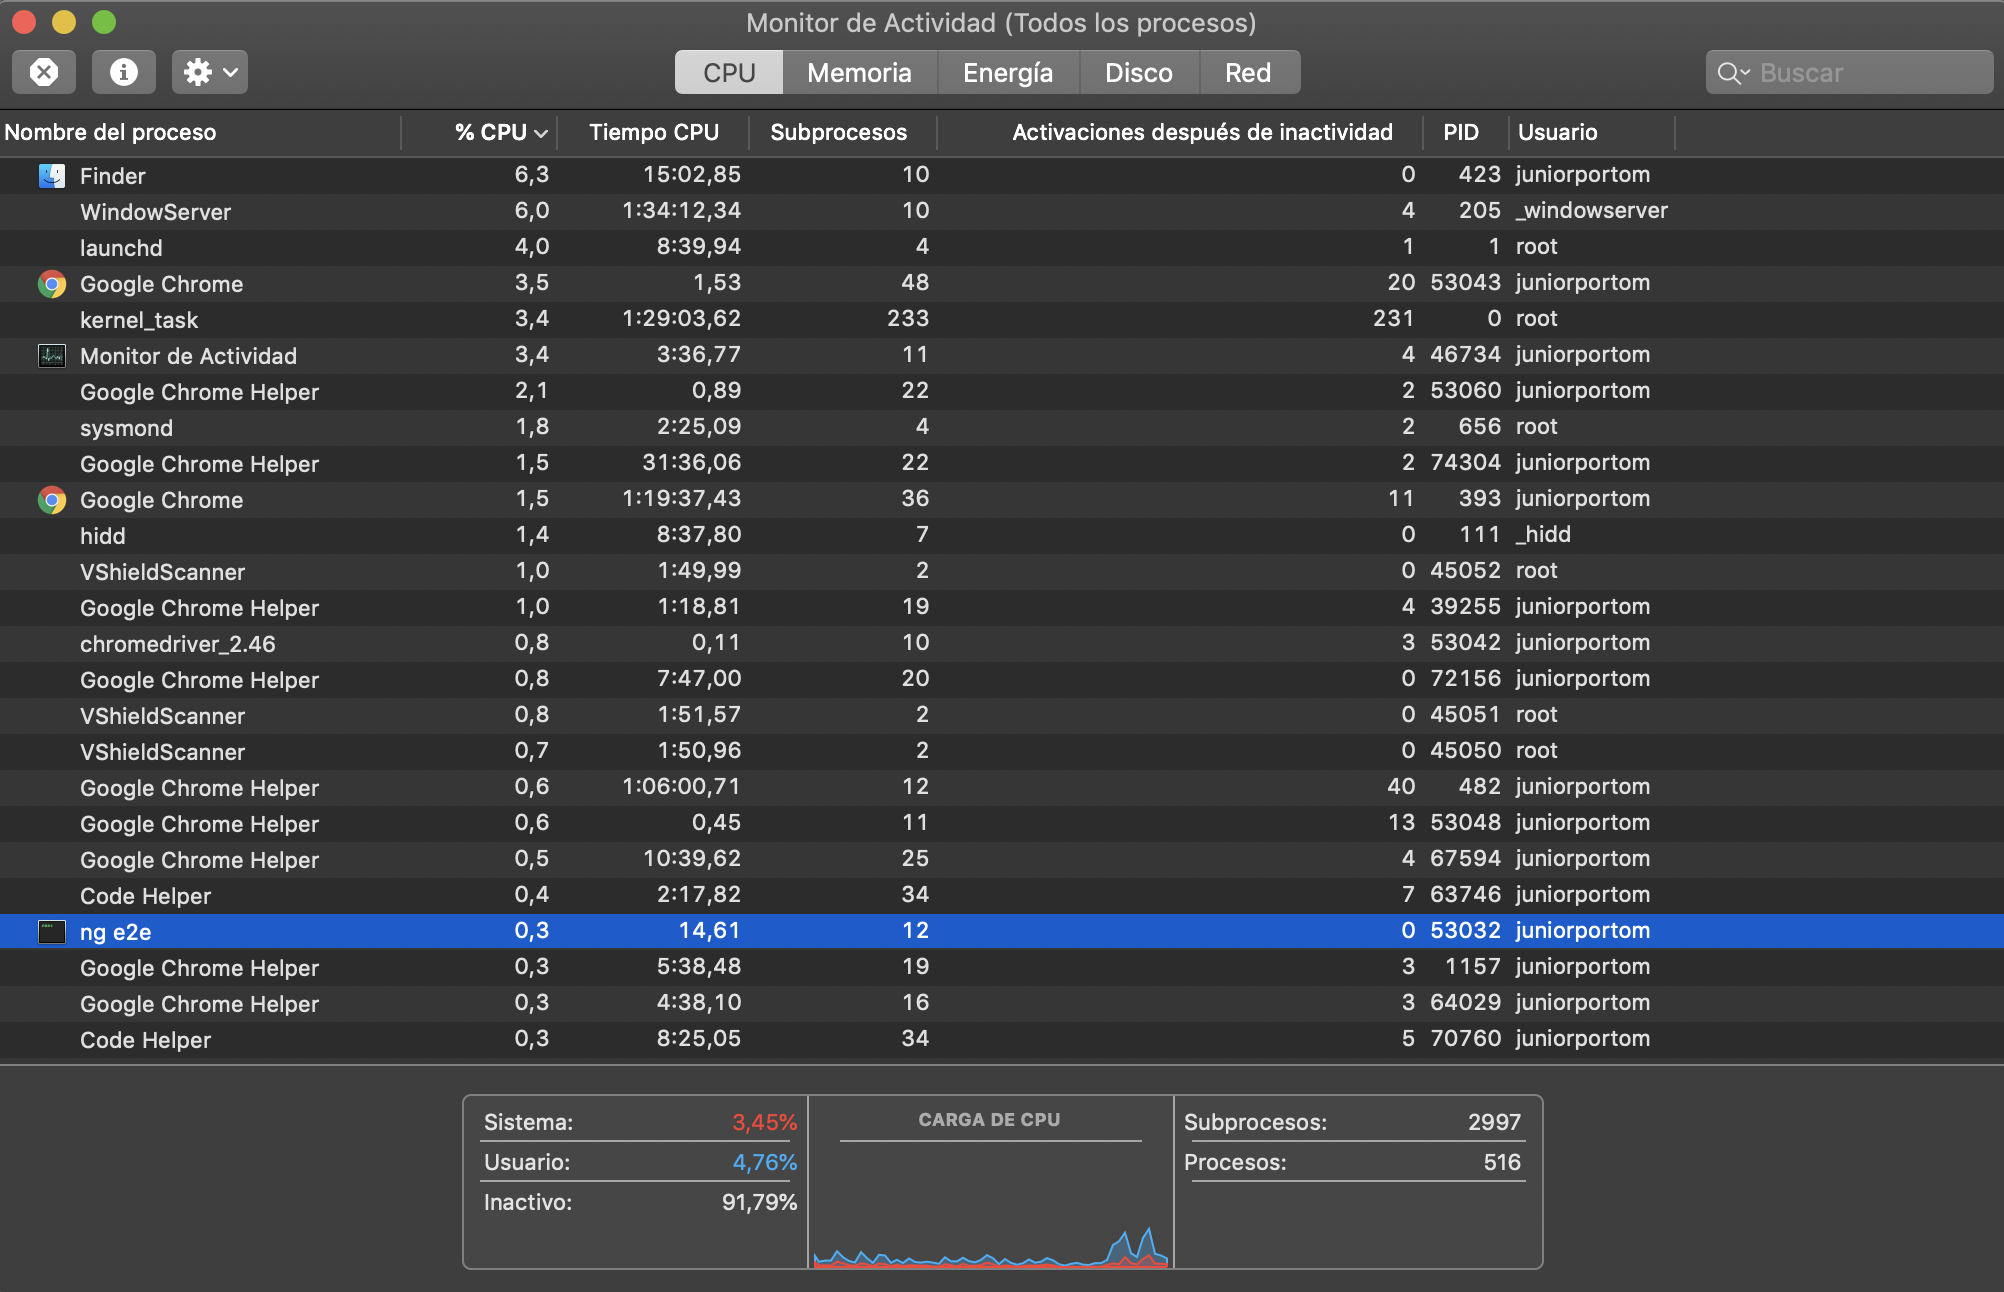 Monitor de Actividad (Todos los procesos)
CPU Memoria Energía Disco Red Buscar
Nombre del proceso % CPU Tiempo CPU Subprocesos Activaciones después de inactividad PID Usuario
Finder 6,3 15:02,85 10 0 423 juniorportom
WindowServer 6,0 1:34:12,34 10 4 205 _windowserver
launchd 4,0 8:39,94 4 1 1 root
Google Chrome 3,5 1,53 48 20 53043 juniorportom
kernel_task 3,4 1:29:03,62 233 231 0 root
Monitor de Actividad 3,4 3:36,77 11 4 46734 juniorportom
Google Chrome Helper 2,1 0,89 22 2 53060 juniorportom
sysmond 1,8 2:25,09 4 2 656 root
Google Chrome Helper 1,5 31:36,06 22 2 74304 juniorportom
Google Chrome 1,5 1:19:37,43 36 11 393 juniorportom
hidd 1,4 8:37,80 7 0 111 _hidd
VShieldScanner 1,0 1:49,99 2 0 45052 root
Google Chrome Helper 1,0 1:18,81 19 4 39255 juniorportom
chromedriver_2.46 0,8 0,11 10 3 53042 juniorportom
Google Chrome Helper 0,8 7:47,00 20 0 72156 juniorportom
VShieldScanner 0,8 1:51,57 2 0 45051 root
VShieldScanner 0,7 1:50,96 2 0 45050 root
Google Chrome Helper 0,6 1:06:00,71 12 40 482 juniorportom
Google Chrome Helper 0,6 0,45 11 13 53048 juniorportom
Google Chrome Helper 0,5 10:39,62 25 4 67594 juniorportom
Code Helper 0,4 2:17,82 34 7 63746 juniorportom
ng e2e 0,3 14,61 12 0 53032 juniorportom
Google Chrome Helper 0,3 5:38,48 19 3 1157 juniorportom
Google Chrome Helper 0,3 4:38,10 16 3 64029 juniorportom
Code Helper 0,3 8:25,05 34 5 70760 juniorportom
Sistema: 3,45% CARGA DE CPU Subprocesos: 2997
Usuario: 4,76% Procesos: 516
Inactivo: 91,79%